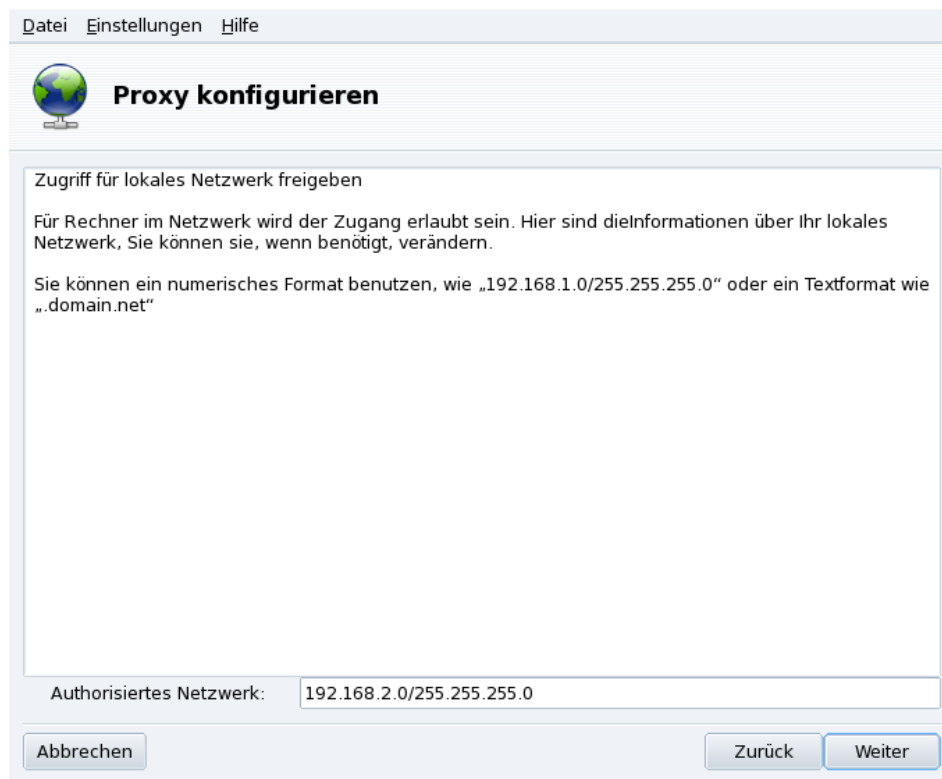 Datei Einstellungen Hilfe
Proxy konfigurieren
Zugriff für lokales Netzwerk freigeben
Für Rechner im Netzwerk wird der Zugang erlaubt sein. Hier sind dieInformationen über Ihr lokales
Netzwerk, Sie können sie, wenn benötigt, verändern.
Sie können ein numerisches Format benutzen, wie „192.168.1.0/255.255.255.0“ oder ein Textformat wie
„.domain.net“
Authorisiertes Netzwerk: 192.168.2.0/255.255.255.0
Abbrechen Zurück Weiter